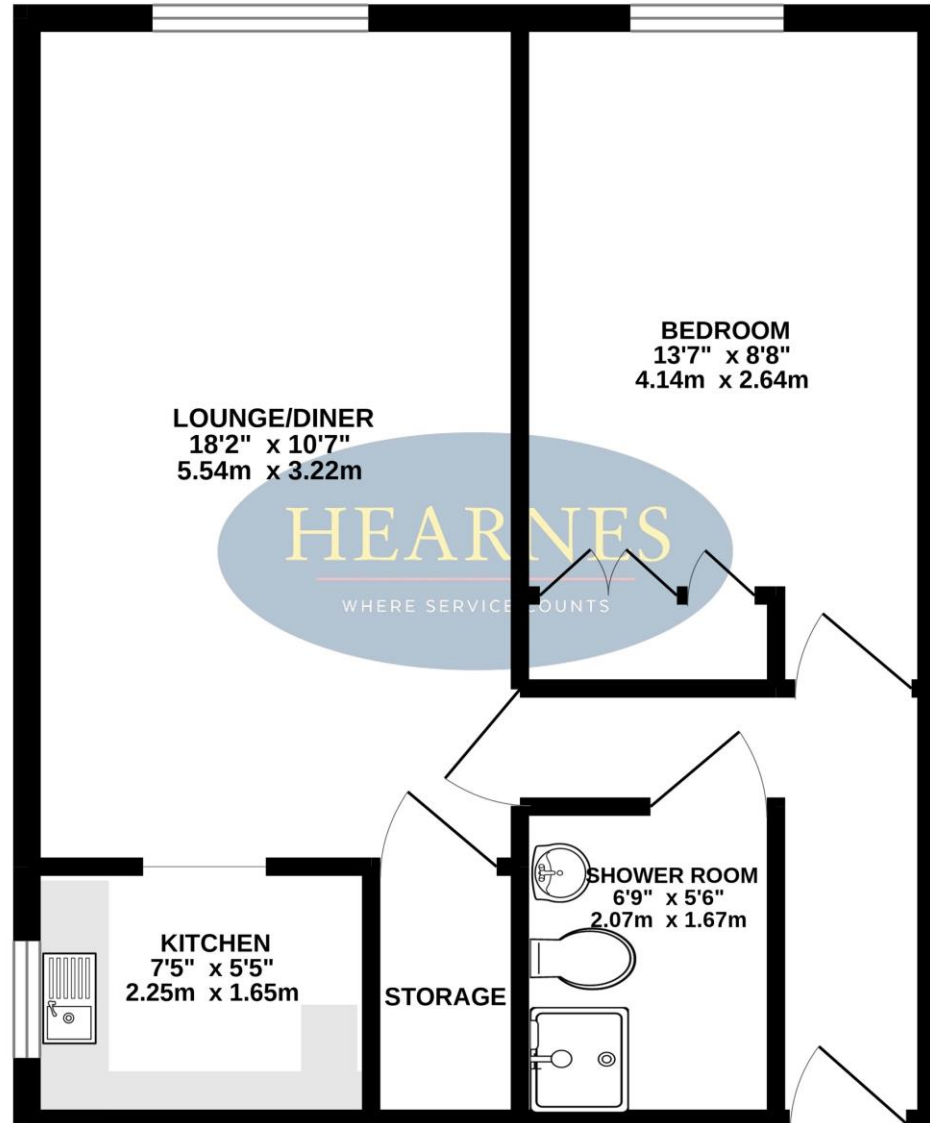 BEDROOM
13'7" x 8'8"
4.14m x 2.64m
LOUNGE/DINER
18'2" x 10'7"
5.54m x 3.22m
HEARNES
WHERE SERVICE COUNTS
SHOWER ROOM
6'9" x 5'6"
2.07m x 1.67m
KITCHEN
7'5" x 5'5"
2.25m x 1.65m
STORAGE